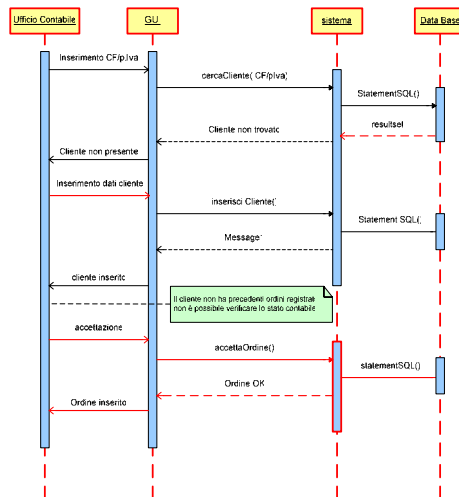 Ufficio Contabile
GU
sistema
Data Base
Inserimento CF/p.Iva
cercaCliente( CF/pIva)
StatementSQL()
resultset
Cliente non trovato
Cliente non presente
Inserimento dati cliente
inserisci Cliente(
Statement SQL(
Message
cliente inserito
Il cliente non ha precedenti ordini registrati
non è possibile verificare lo stato contabile
accettazione
accettaOrdine()
statementSQL()
Ordine OK
Ordine inserito